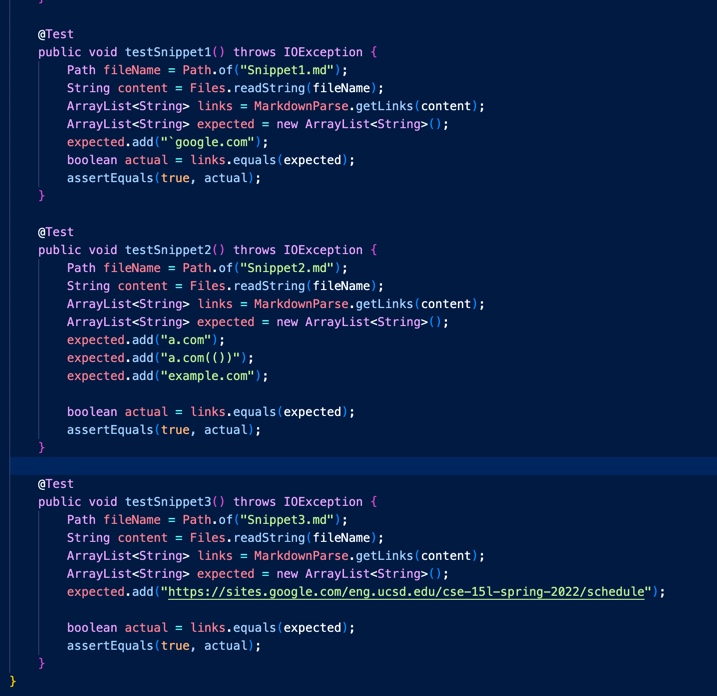 }
@Test
public void testSnippet1() throws IOException {
Path fileName = Path.of("Snippet1.md");
String content = Files.readString(fileName);
ArrayList<String> links = MarkdownParse.getLinks(content);
ArrayList<String> expected = new ArrayList<String>();
expected.add("`google.com");
boolean actual = links.equals(expected);
assertEquals(true, actual);
}
@Test
public void testSnippet2() throws IOException {
Path fileName = Path.of("Snippet2.md");
String content = Files.readString(fileName);
ArrayList<String> links = MarkdownParse.getLinks(content);
ArrayList<String> expected = new ArrayList<String>();
expected.add("a.com");
expected.add("a.com(())");
expected.add("example.com");
boolean actual = links.equals(expected);
assertEquals(true, actual);
}
@Test
public void testSnippet3() throws IOException {
Path fileName = Path.of("Snippet3.md");
String content = Files.readString(fileName);
ArrayList<String> links = MarkdownParse.getLinks(content);
ArrayList<String> expected = new ArrayList<String>();
expected.add("https://sites.google.com/eng.ucsd.edu/cse-15l-spring-2022/schedule");
boolean actual = links.equals(expected);
assertEquals(true, actual);
}
}